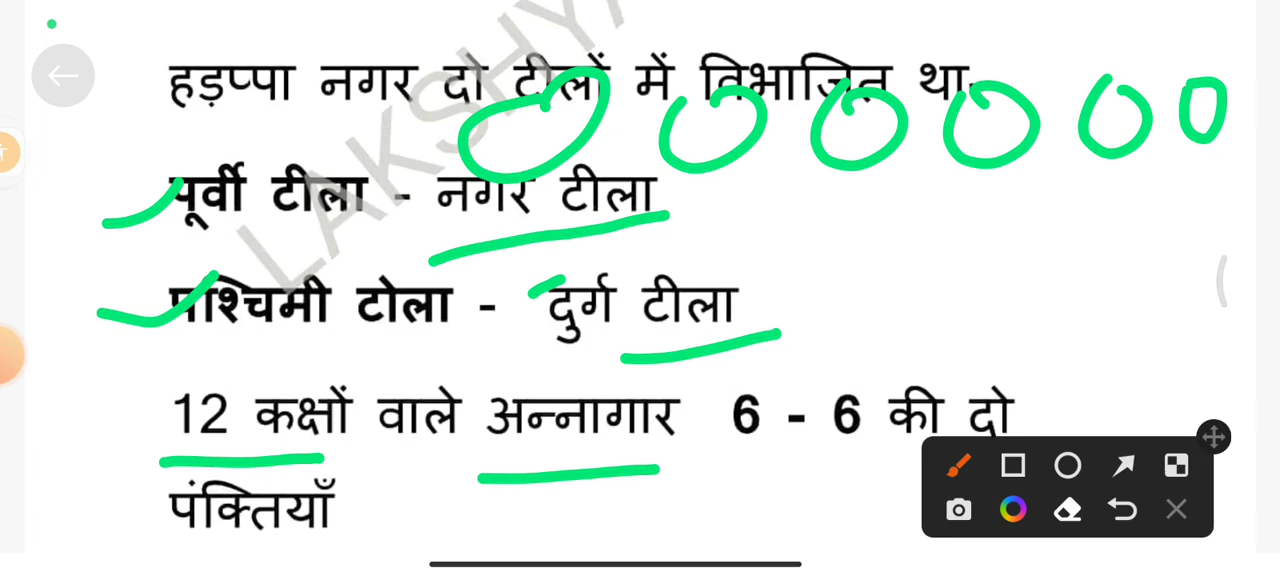 हड़प्पा नगर दो टीलों में विभाजित था
पूर्वी टीला - नगर टीला
पश्चिमी टोला - दुर्ग टीला
12 कक्षों वाले अन्नागार 6 - 6 की दो
पंक्तियाँ